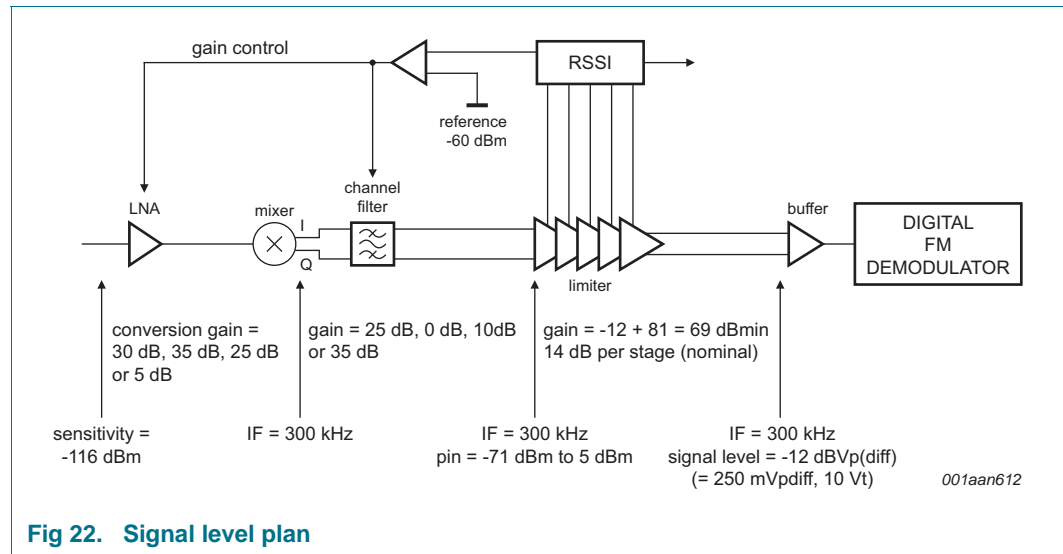 gain control
RSSI
reference
-60 dBm
LNA
mixer
I
Q
channel
filter
limiter
buffer
DIGITAL
FM
DEMODULATOR
conversion gain =
30 dB, 35 dB, 25 dB
or 5 dB
gain = 25 dB, 0 dB, 10dB
or 35 dB
gain = -12 + 81 = 69 dBmin
14 dB per stage (nominal)
sensitivity =
-116 dBm
IF = 300 kHz
IF = 300 kHz
pin = -71 dBm to 5 dBm
IF = 300 kHz
signal level = -12 dBVp(diff)
(= 250 mVpdiff, 10 Vt)
001aan612
Fig 22. Signal level plan